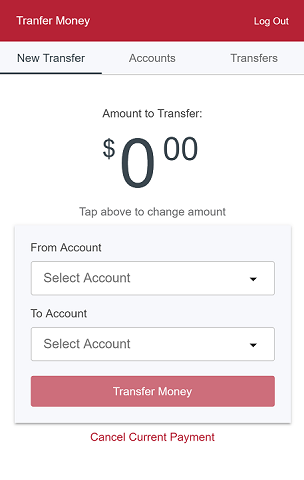 Tranfer Money Log Out
New Transfer Accounts Transfers
Amount to Transfer:
$0 00
Tap above to change amount
From Account
Select Account
To Account
Select Account
Transfer Money
Cancel Current Payment